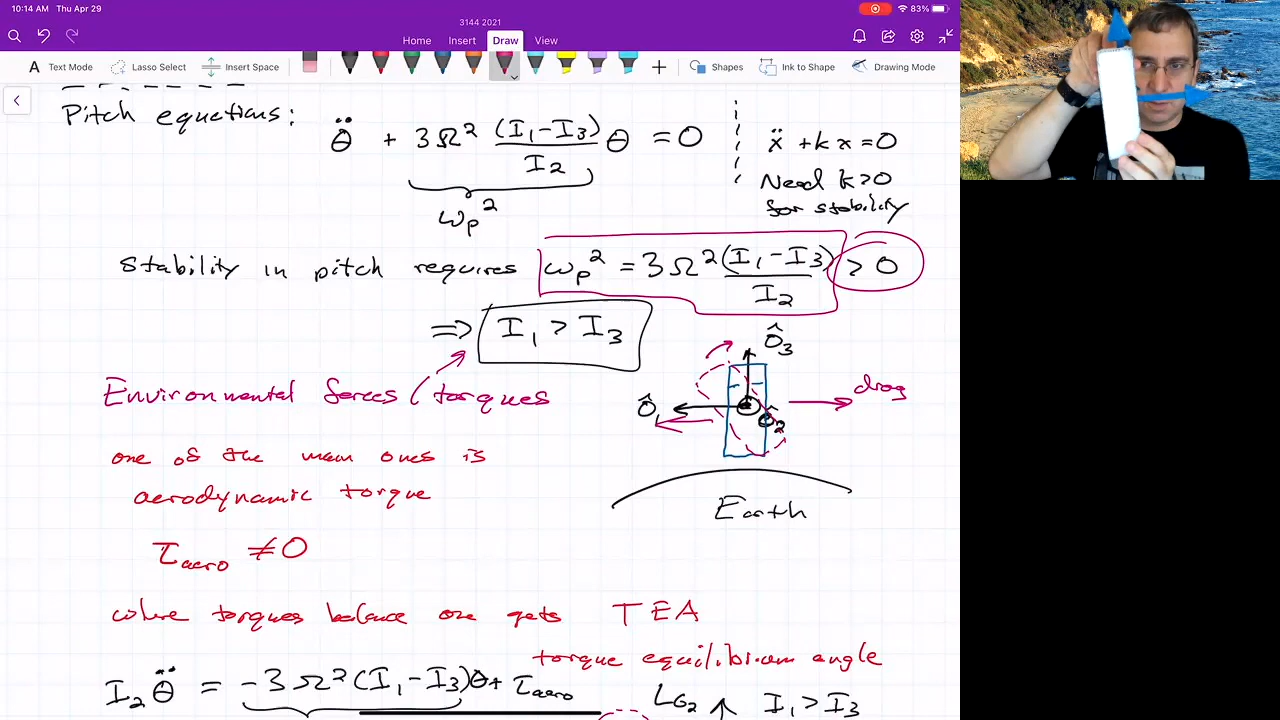 10:14 AM Thu Apr 29
83%
3144 2021
Home Insert Draw View
Text Mode Lasso Select Insert Space Shapes Ink to Shape Drawing Mode
Pitch equations:
θ̈ + 3Ω² (I₁-I₃)/I₂ θ = 0
ωp²
ẍ + kx = 0
Need k>0
for stability
Stability in pitch requires ωp² = 3Ω² (I₁-I₃)/I₂ > 0
⇒ I₁ > I₃
Environmental forces/torques
ô₃
ô₁
ô₂
drag
Earth
one of the main ones is
aerodynamic torque
τaero ≠ 0
where torques balance one gets TEA
torque equilibrium angle
I₂ θ̈ = -3Ω² (I₁-I₃)θ + τaero
LG₂ ↑ I₁ > I₃